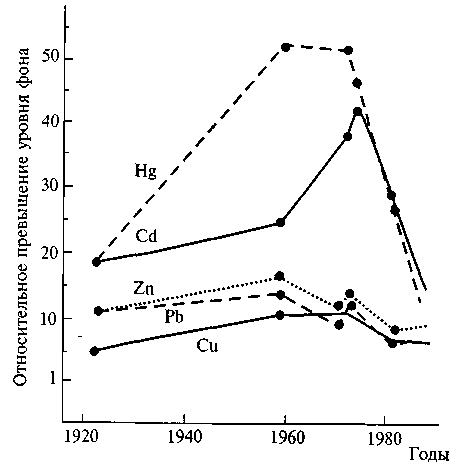 Относительное превышение уровня фона
50
40
30
20
10
1
Hg
Cd
Zn
Pb
Cu
1920 1940 1960 1980
Годы